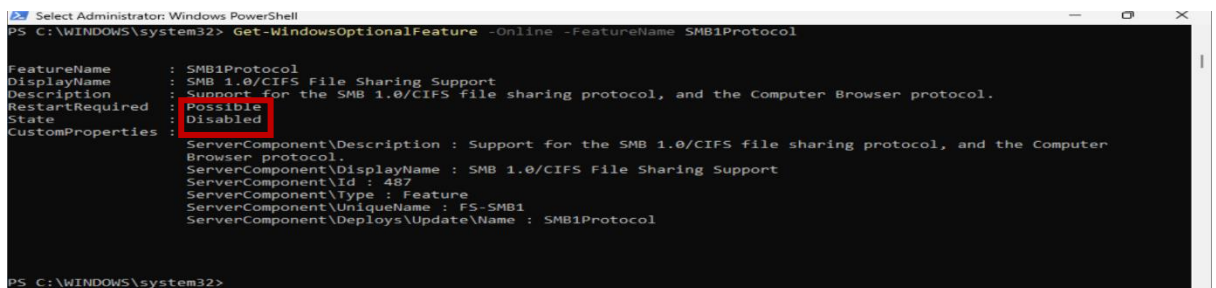 Select Administrator: Windows PowerShell
PS C:\WINDOWS\system32> Get-WindowsOptionalFeature -Online -FeatureName SMB1Protocol
FeatureName : SMB1Protocol
DisplayName : SMB 1.0/CIFS File Sharing Support
Description : Support for the SMB 1.0/CIFS file sharing protocol, and the Computer Browser protocol.
RestartRequired : Possible
State : Disabled
CustomProperties :
ServerComponent\Description : Support for the SMB 1.0/CIFS file sharing protocol, and the Computer
Browser protocol.
ServerComponent\DisplayName : SMB 1.0/CIFS File Sharing Support
ServerComponent\Id : 487
ServerComponent\Type : Feature
ServerComponent\UniqueName : FS-SMB1
ServerComponent\Deploys\Update\Name : SMB1Protocol
PS C:\WINDOWS\system32>